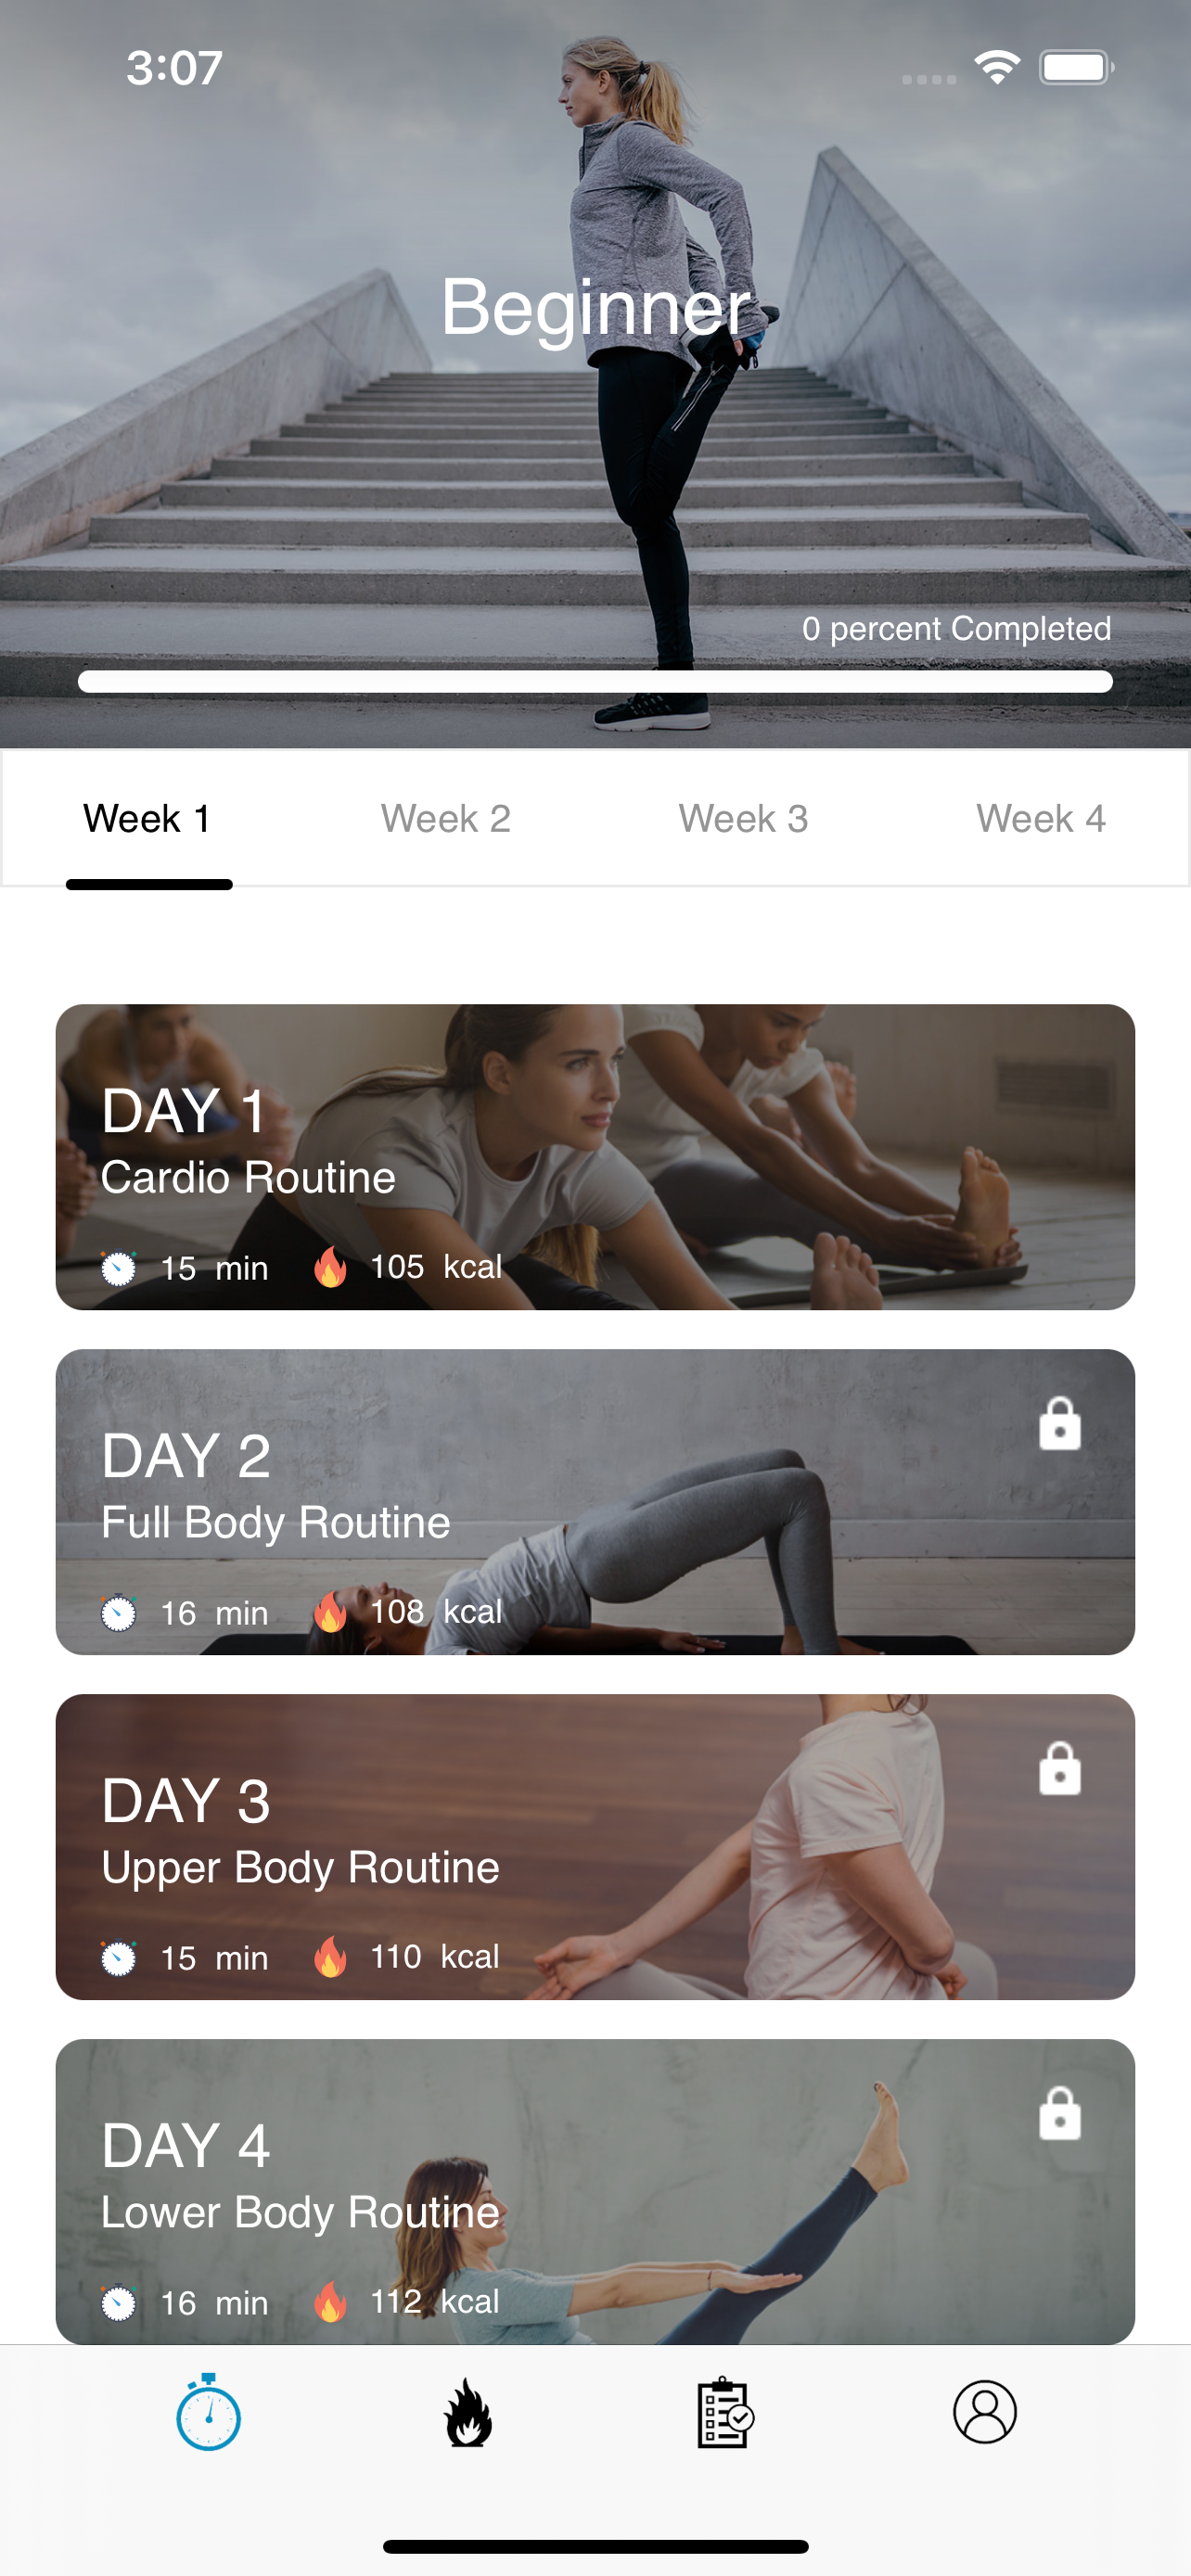 3:07
Beginner
0 percent Completed
Week 1 Week 2 Week 3 Week 4
DAY 1
Cardio Routine
15 min 105 kcal
DAY 2
Full Body Routine
16 min 108 kcal
DAY 3
Upper Body Routine
15 min 110 kcal
DAY 4
Lower Body Routine
16 min 112 kcal